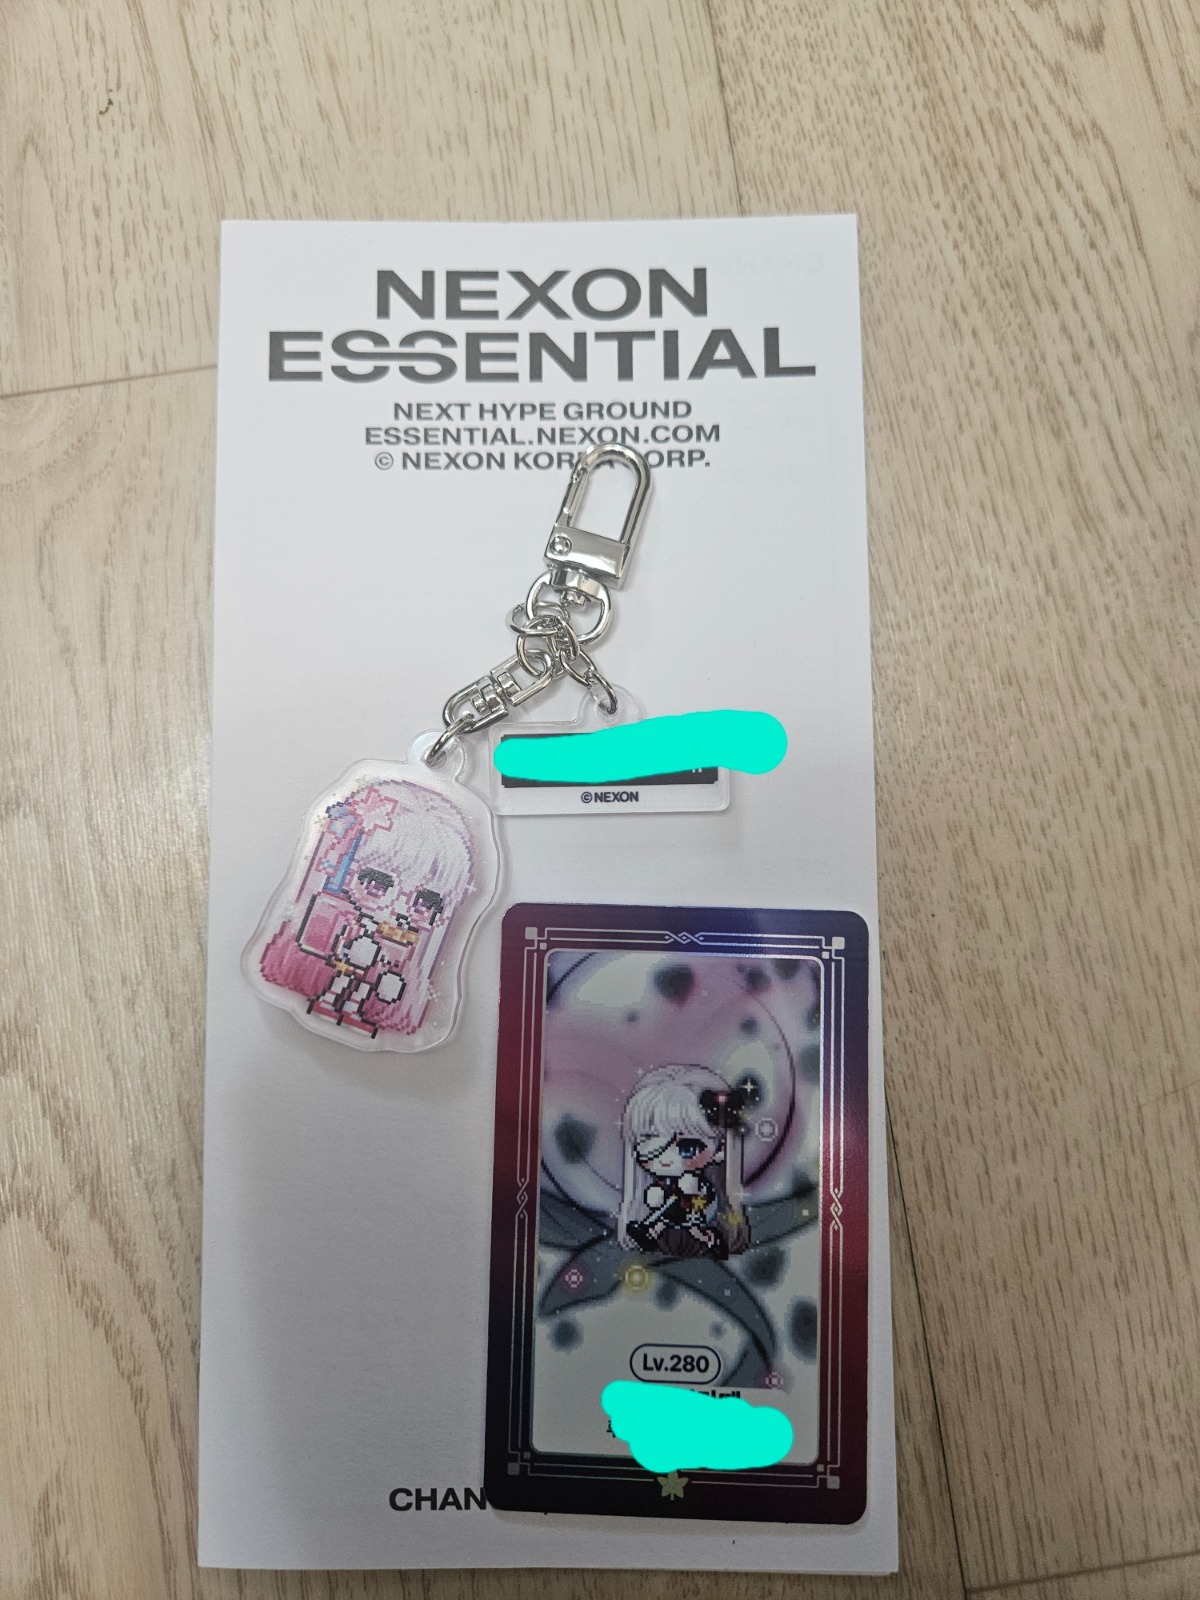 NEXON
ESSENTIAL
NEXT HYPE GROUND
ESSENTIAL.NEXON.COM
© NEXON KOREA CORP.
©NEXON
Lv.280